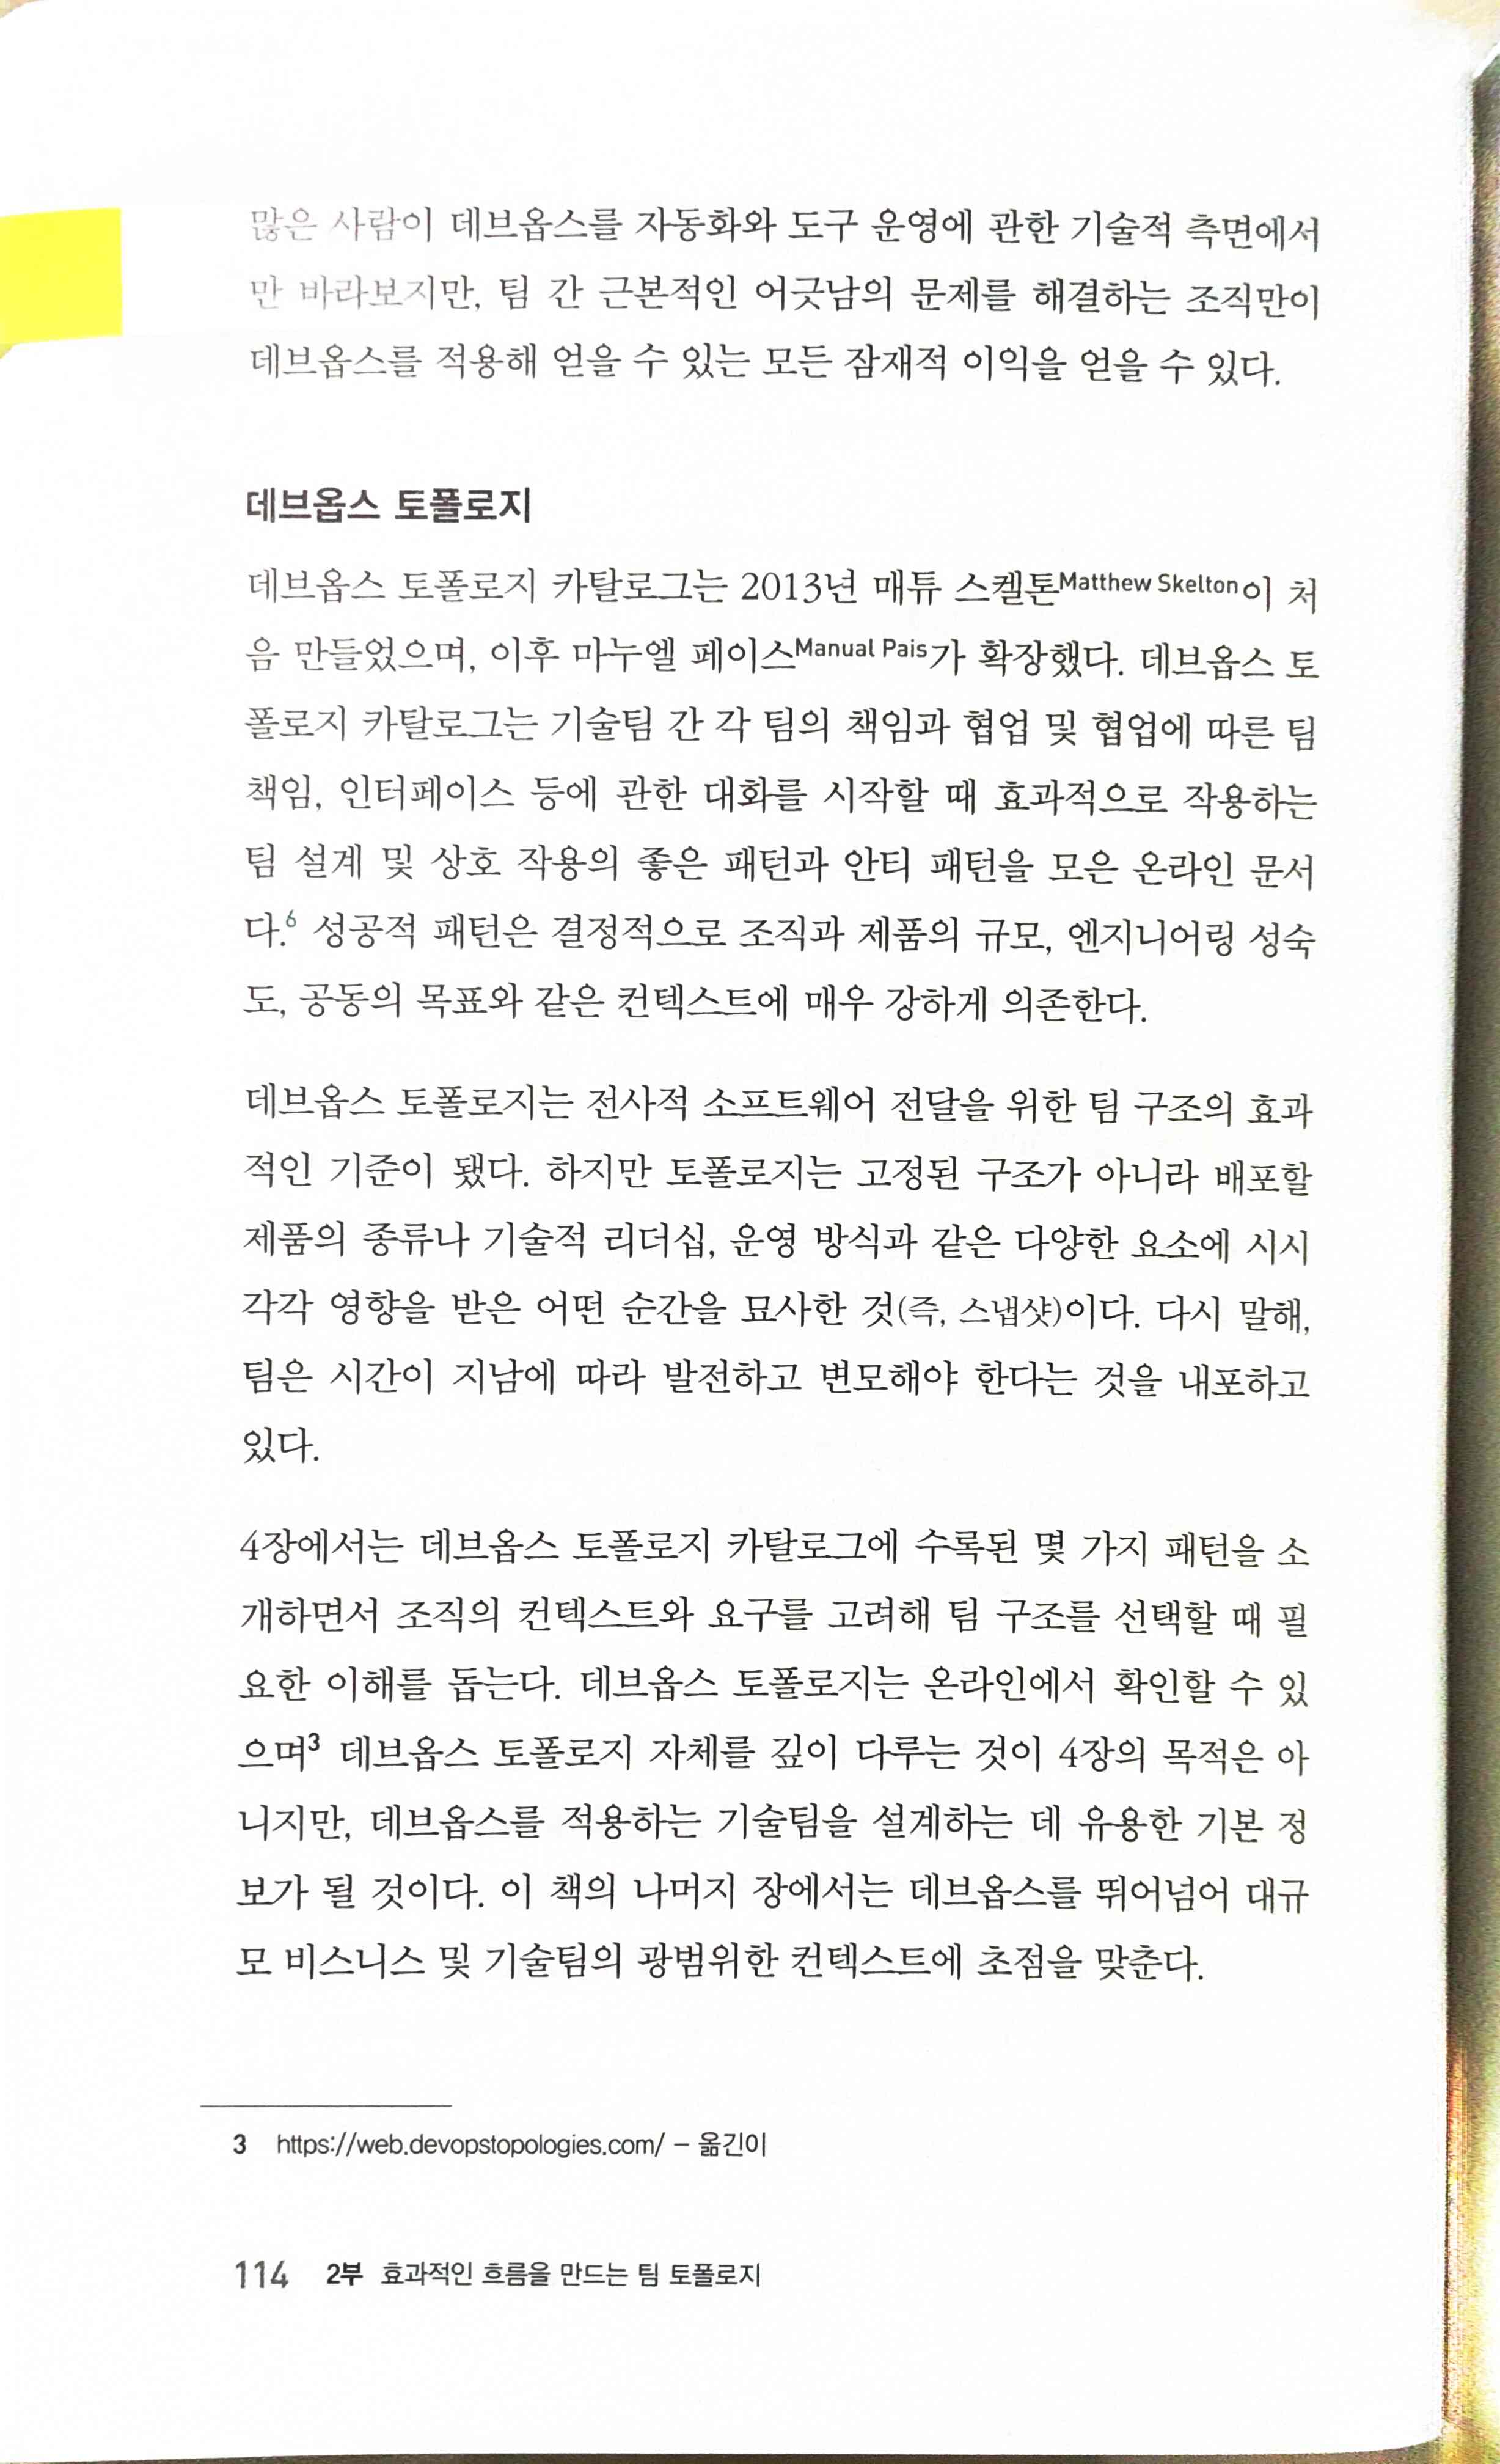 많은 사람이 데브옵스를 자동화와 도구 운영에 관한 기술적 측면에서
만 바라보지만, 팀 간 근본적인 어긋남의 문제를 해결하는 조직만이
데브옵스를 적용해 얻을 수 있는 모든 잠재적 이익을 얻을 수 있다.
데브옵스 토폴로지
데브옵스 토폴로지 카탈로그는 2013년 매튜 스켈톤Matthew Skelton이 처
음 만들었으며, 이후 마누엘 페이스Manual Pais가 확장했다. 데브옵스 토
폴로지 카탈로그는 기술팀 간 각 팀의 책임과 협업 및 협업에 따른 팀
책임, 인터페이스 등에 관한 대화를 시작할 때 효과적으로 작용하는
팀 설계 및 상호 작용의 좋은 패턴과 안티 패턴을 모은 온라인 문서
다.6 성공적 패턴은 결정적으로 조직과 제품의 규모, 엔지니어링 성숙
도, 공동의 목표와 같은 컨텍스트에 매우 강하게 의존한다.
데브옵스 토폴로지는 전사적 소프트웨어 전달을 위한 팀 구조의 효과
적인 기준이 됐다. 하지만 토폴로지는 고정된 구조가 아니라 배포할
제품의 종류나 기술적 리더십, 운영 방식과 같은 다양한 요소에 시시
각각 영향을 받은 어떤 순간을 묘사한 것(즉, 스냅샷)이다. 다시 말해,
팀은 시간이 지남에 따라 발전하고 변모해야 한다는 것을 내포하고
있다.
4장에서는 데브옵스 토폴로지 카탈로그에 수록된 몇 가지 패턴을 소
개하면서 조직의 컨텍스트와 요구를 고려해 팀 구조를 선택할 때 필
요한 이해를 돕는다. 데브옵스 토폴로지는 온라인에서 확인할 수 있
으며3 데브옵스 토폴로지 자체를 깊이 다루는 것이 4장의 목적은 아
니지만, 데브옵스를 적용하는 기술팀을 설계하는 데 유용한 기본 정
보가 될 것이다. 이 책의 나머지 장에서는 데브옵스를 뛰어넘어 대규
모 비즈니스 및 기술팀의 광범위한 컨텍스트에 초점을 맞춘다.
3 https://web.devopstopologies.com/ – 옮긴이
114 2부 효과적인 흐름을 만드는 팀 토폴로지